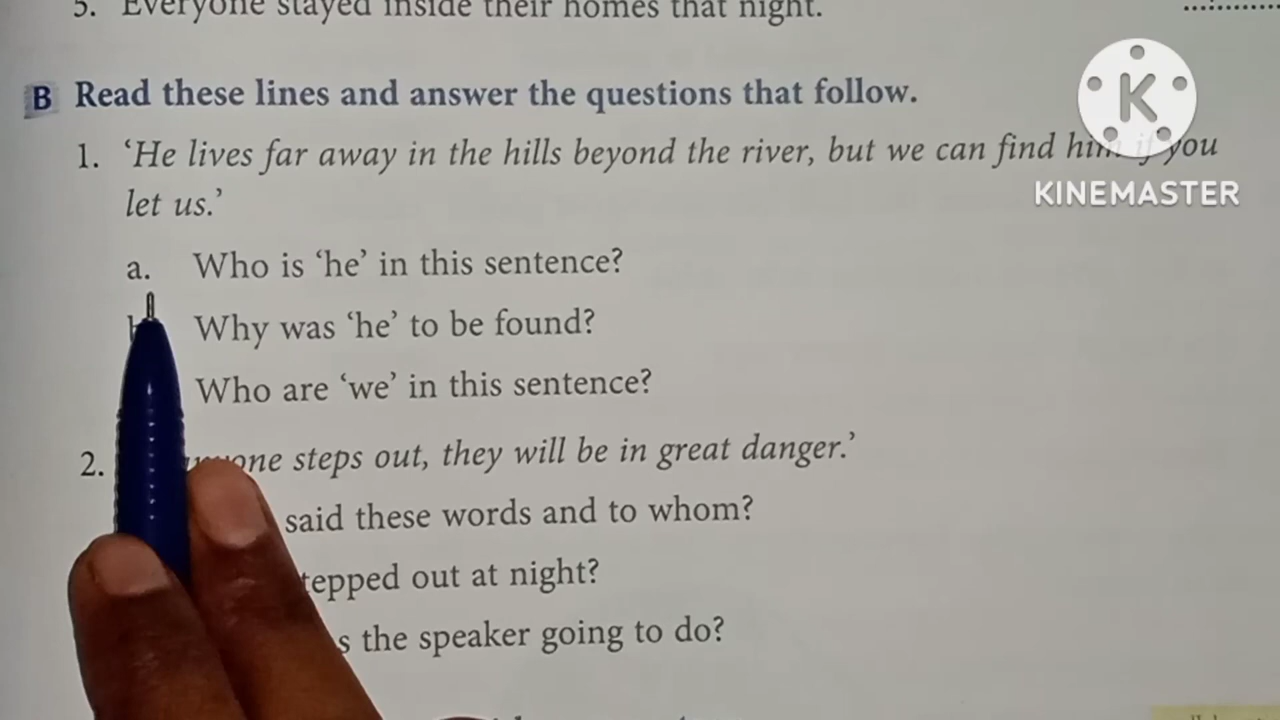 5. Everyone stayed inside their homes that night. ............
B Read these lines and answer the questions that follow.
1. ‘He lives far away in the hills beyond the river, but we can find him if you
let us.’
a. Who is ‘he’ in this sentence?
Why was ‘he’ to be found?
Who are ‘we’ in this sentence?
2. steps out, they will be in great danger.’
said these words and to whom?
out at night?
the speaker going to do?
K
KINEMASTER